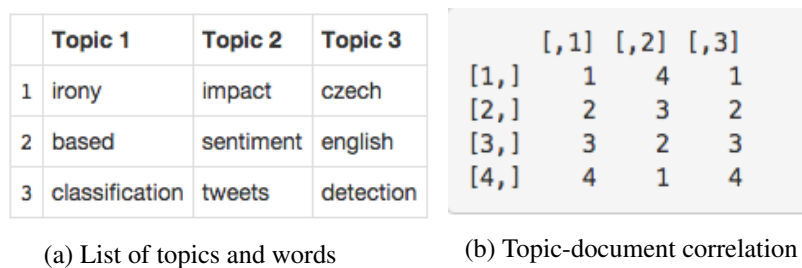 Topic 1 Topic 2 Topic 3
1 irony impact czech
2 based sentiment english
3 classification tweets detection
[,1] [,2] [,3]
[1,] 1 4 1
[2,] 2 3 2
[3,] 3 2 3
[4,] 4 1 4
(a) List of topics and words
(b) Topic-document correlation